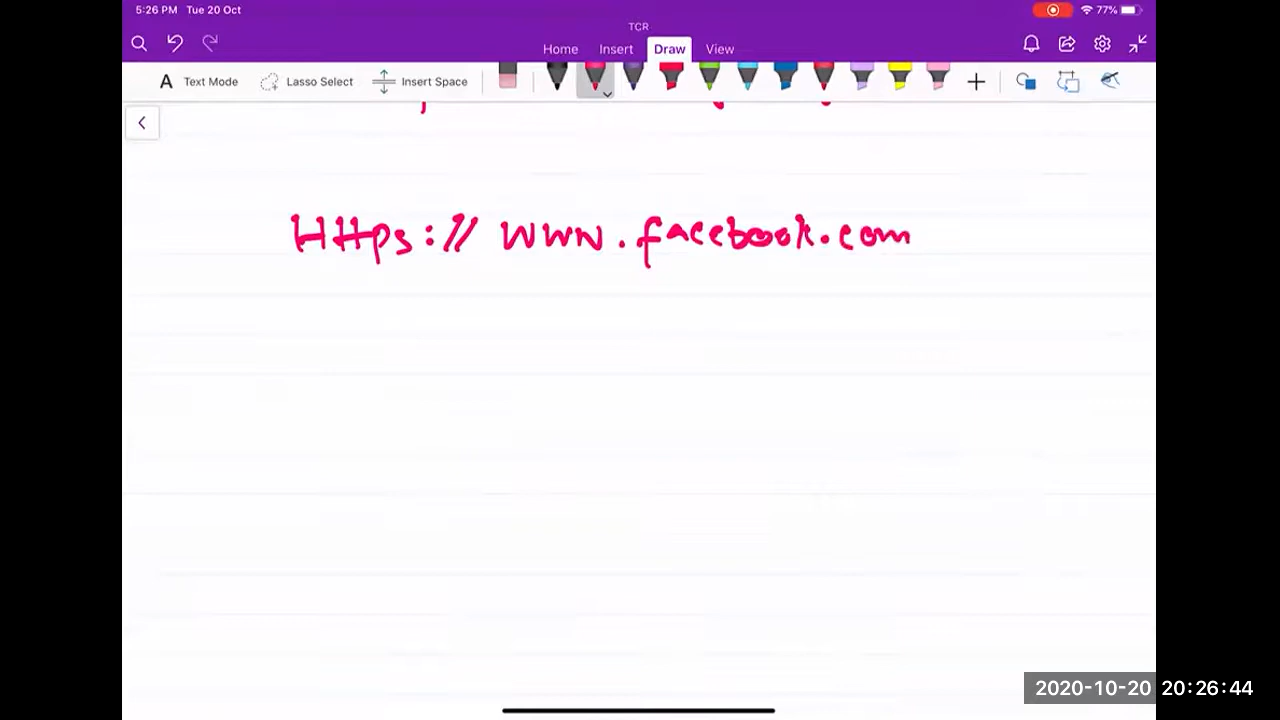 5:26 PM Tue 20 Oct
77%
TCR
Home Insert Draw View
Text Mode Lasso Select Insert Space
Https:// www.facebook.com
2020-10-20 20:26:44